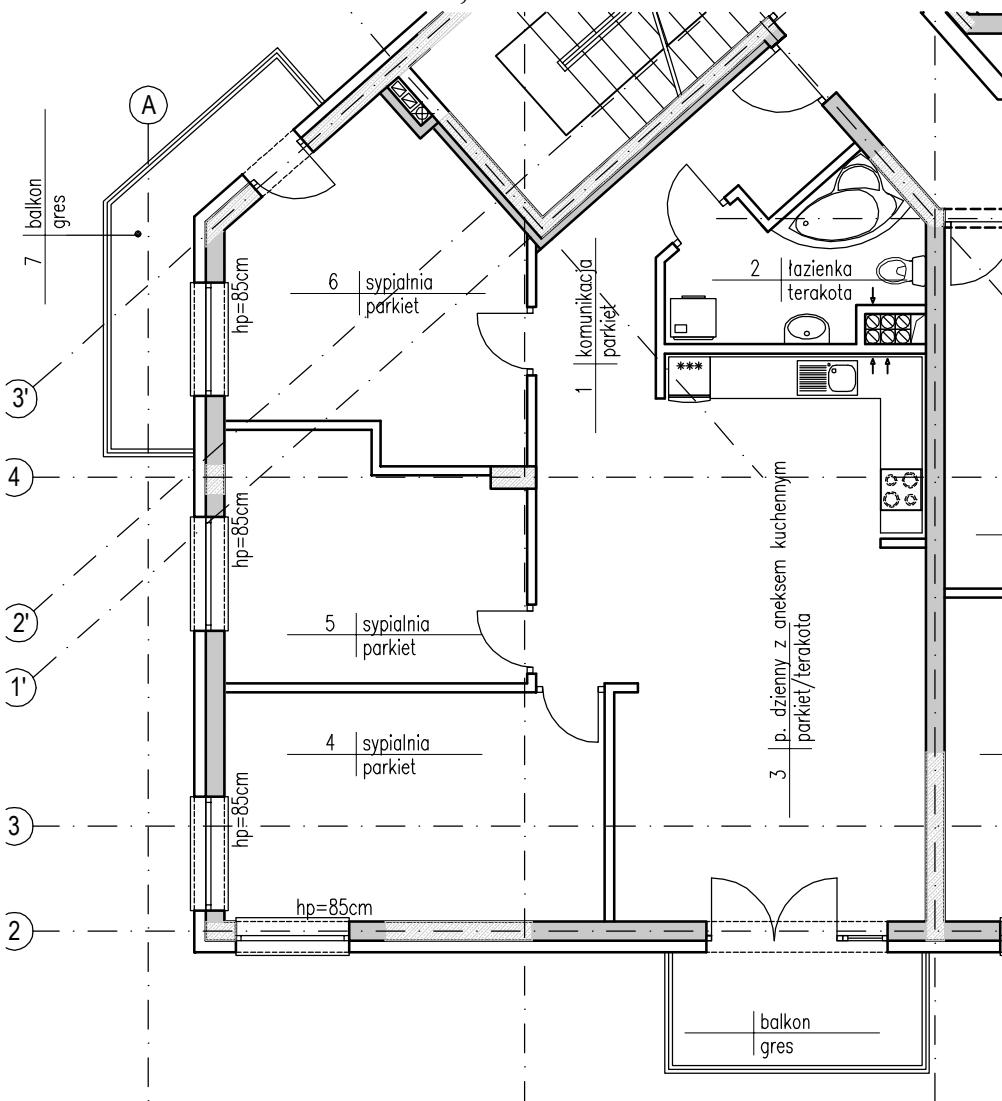 A
7 balkon
gres
hp=85cm
6 sypialnia
parkiet
1 komunikacja
parkiet
2 łazienka
terakota
3'
4
hp=85cm
2'
1'
5 sypialnia
parkiet
3 p. dzienny z aneksem kuchennym
parkiet/terakota
4 sypialnia
parkiet
hp=85cm
3
hp=85cm
2
balkon
gres